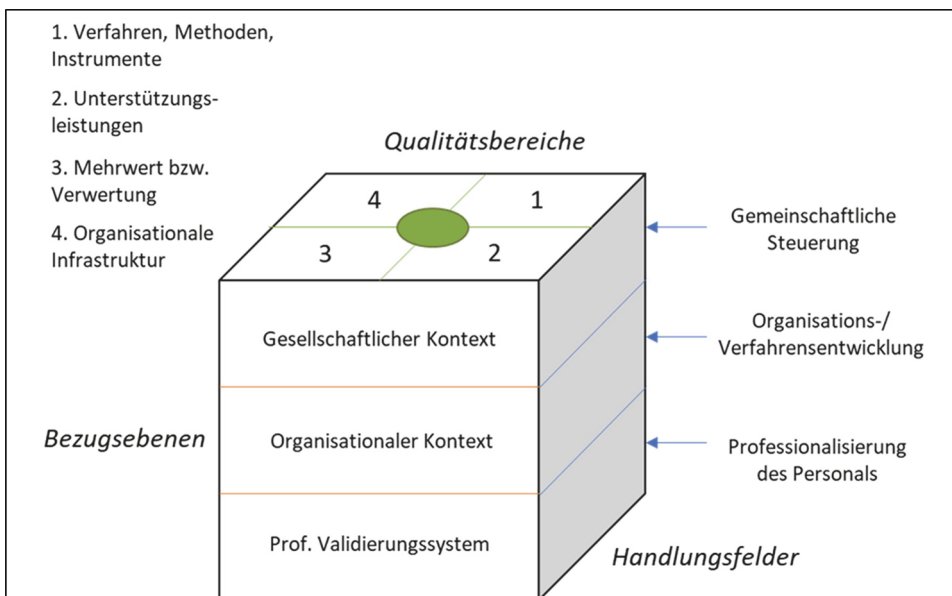 1. Verfahren, Methoden,
Instrumente
2. Unterstützungs-
leistungen
3. Mehrwert bzw.
Verwertung
4. Organisationale
Infrastruktur
Qualitätsbereiche
4
1
3
2
Gemeinschaftliche
Steuerung
Gesellschaftlicher Kontext
Organisations-/
Verfahrensentwicklung
Bezugsebenen
Organisationaler Kontext
Professionalisierung
des Personals
Prof. Validierungssystem
Handlungsfelder